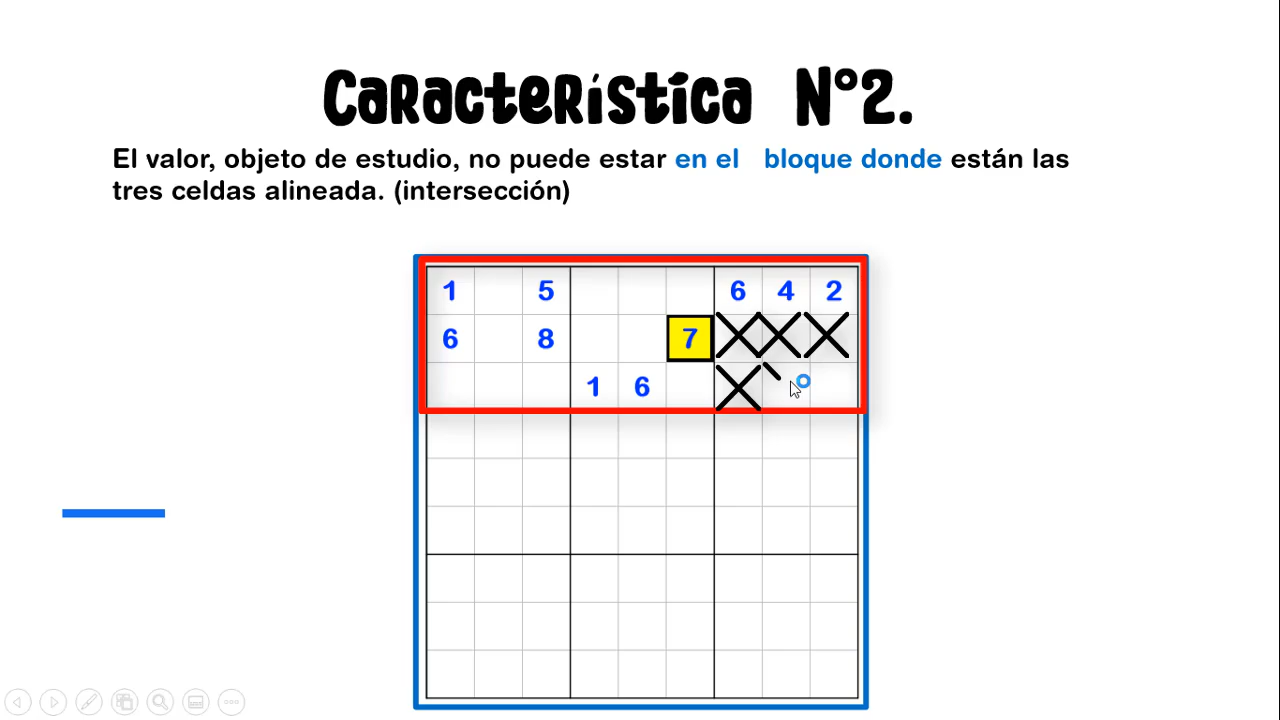 Característica N°2.
El valor, objeto de estudio, no puede estar en el bloque donde están las
tres celdas alineada. (intersección)
1 5 6 4 2
6 8 7
1 6